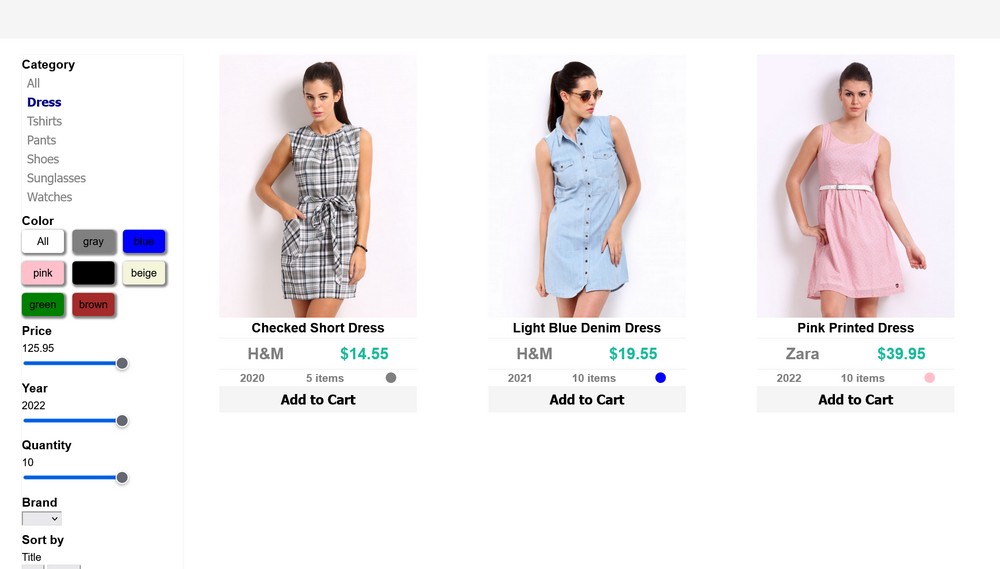 Category
All
Dress
Tshirts
Pants
Shoes
Sunglasses
Watches
Color
All gray blue
pink beige
green brown
Price
125.95
Year
2022
Quantity
10
Brand
Sort by
Title
Checked Short Dress
H&M $14.55
2020 5 items
Add to Cart
Light Blue Denim Dress
H&M $19.55
2021 10 items
Add to Cart
Pink Printed Dress
Zara $39.95
2022 10 items
Add to Cart